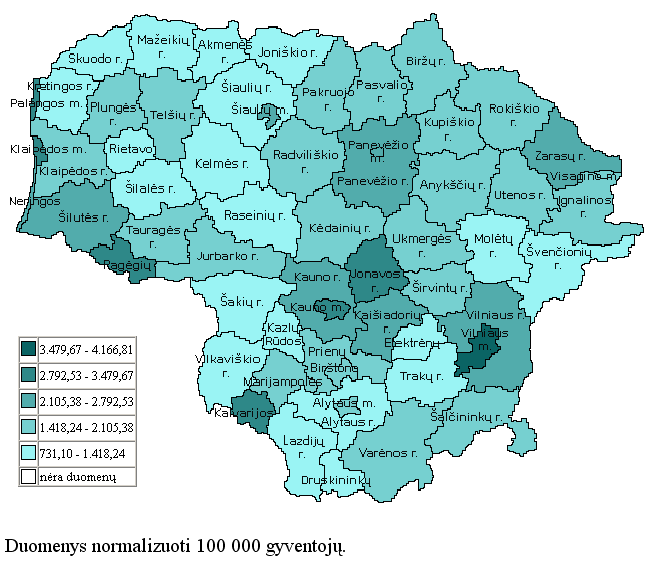 Mažeikių
r.
Akmenės
r.
Joniškio r.
Skuodo r.
Biržų r.
Kretingos r.
Palangos m.
Plungės
r.
Telšių r.
Šiaulių r.
Šiaulių m.
Pakruojo
r.
Pasvalio
r.
Rokiškio
r.
Kupiškio
r.
Klaipėdos m.
Klaipėdos r.
Rietavo
Kelmės r.
Radviliškio
r.
Panevėžio
m.
Panevėžio r.
Zarasų r.
Visagino m.
Anykščių r.
Utenos r.
Ignalinos
r.
Šilalės r.
Neringos
Šilutės r.
Tauragės
r.
Raseinių r.
Kėdainių r.
Ukmergės
r.
Molėtų
r.
Švenčionių
r.
Pagėgių
Jurbarko r.
Kauno r.
Jonavos
r.
Širvintų r.
Šakių r.
Kauno m.
Kaišiadorių
r.
Vilniaus r.
Vilniaus
m.
Kazlų
Rūdos
Elektrėnų
Vilkaviškio
r.
Prienų
r.
Birštono
Marijampolės
Trakų r.
Kalvarijos
Alytaus m.
Alytaus r.
Šalčininkų r.
Lazdijų
r.
Varėnos r.
Druskininkų
3.479,67 - 4.166,81
2.792,53 - 3.479,67
2.105,38 - 2.792,53
1.418,24 - 2.105,38
731,10 - 1.418,24
nėra duomenų
Duomenys normalizuoti 100 000 gyventojų.